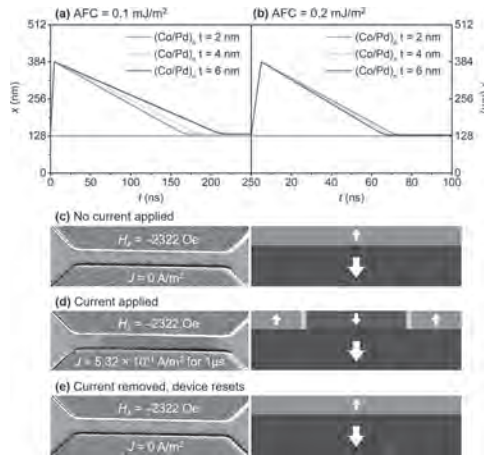 (a) AFC = 0.1 mJ/m² (b) AFC = 0.2 mJ/m²
512 512
(Co/Pd)ₙ t = 2 nm (Co/Pd)ₙ t = 2 nm
(Co/Pd)ₙ t = 4 nm (Co/Pd)ₙ t = 4 nm
384 (Co/Pd)ₙ t = 6 nm (Co/Pd)ₙ t = 6 nm 384
x (nm)
256 256
128 128
0
0 50 100 150 200 250 20 40 60 80 100
t (ns) t (ns)
(c) No current applied
= –2322 Oe
J = 0 A/m²
(d) Current applied
= –2322 Oe
J = 5.32 × 10¹¹ A/m² for 1µs
(e) Current removed, device resets
= –2322 Oe
J = 0 A/m²